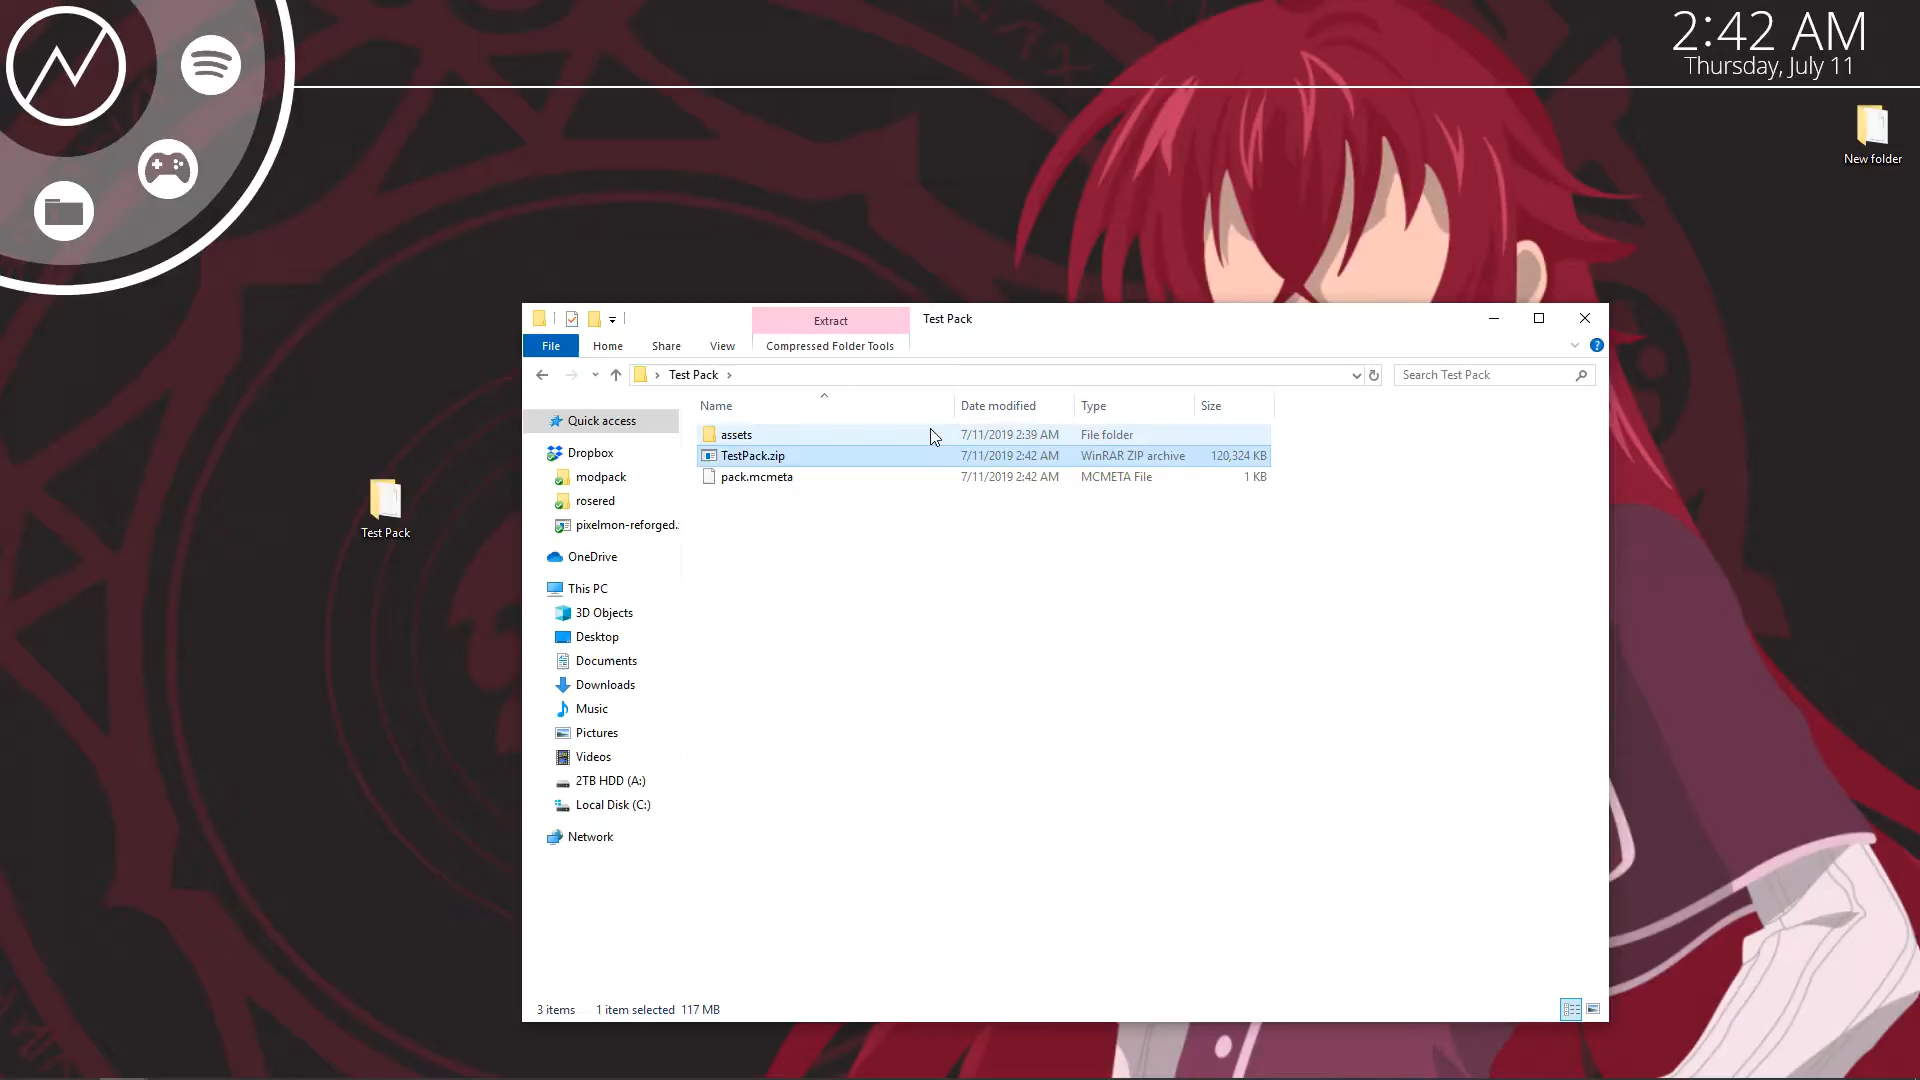 2:42 AM
Thursday, July 11
New folder
Test Pack
Extract
Test Pack
File
Home
Share
View
Compressed Folder Tools
Test Pack
Search Test Pack
Name
Date modified
Type
Size
Quick access
Dropbox
modpack
rosered
pixelmon-reforged.
OneDrive
This PC
3D Objects
Desktop
Documents
Downloads
Music
Pictures
Videos
2TB HDD (A:)
Local Disk (C:)
Network
assets 7/11/2019 2:39 AM File folder
TestPack.zip 7/11/2019 2:42 AM WinRAR ZIP archive 120,324 KB
pack.mcmeta 7/11/2019 2:42 AM MCMETA File 1 KB
3 items 1 item selected 117 MB